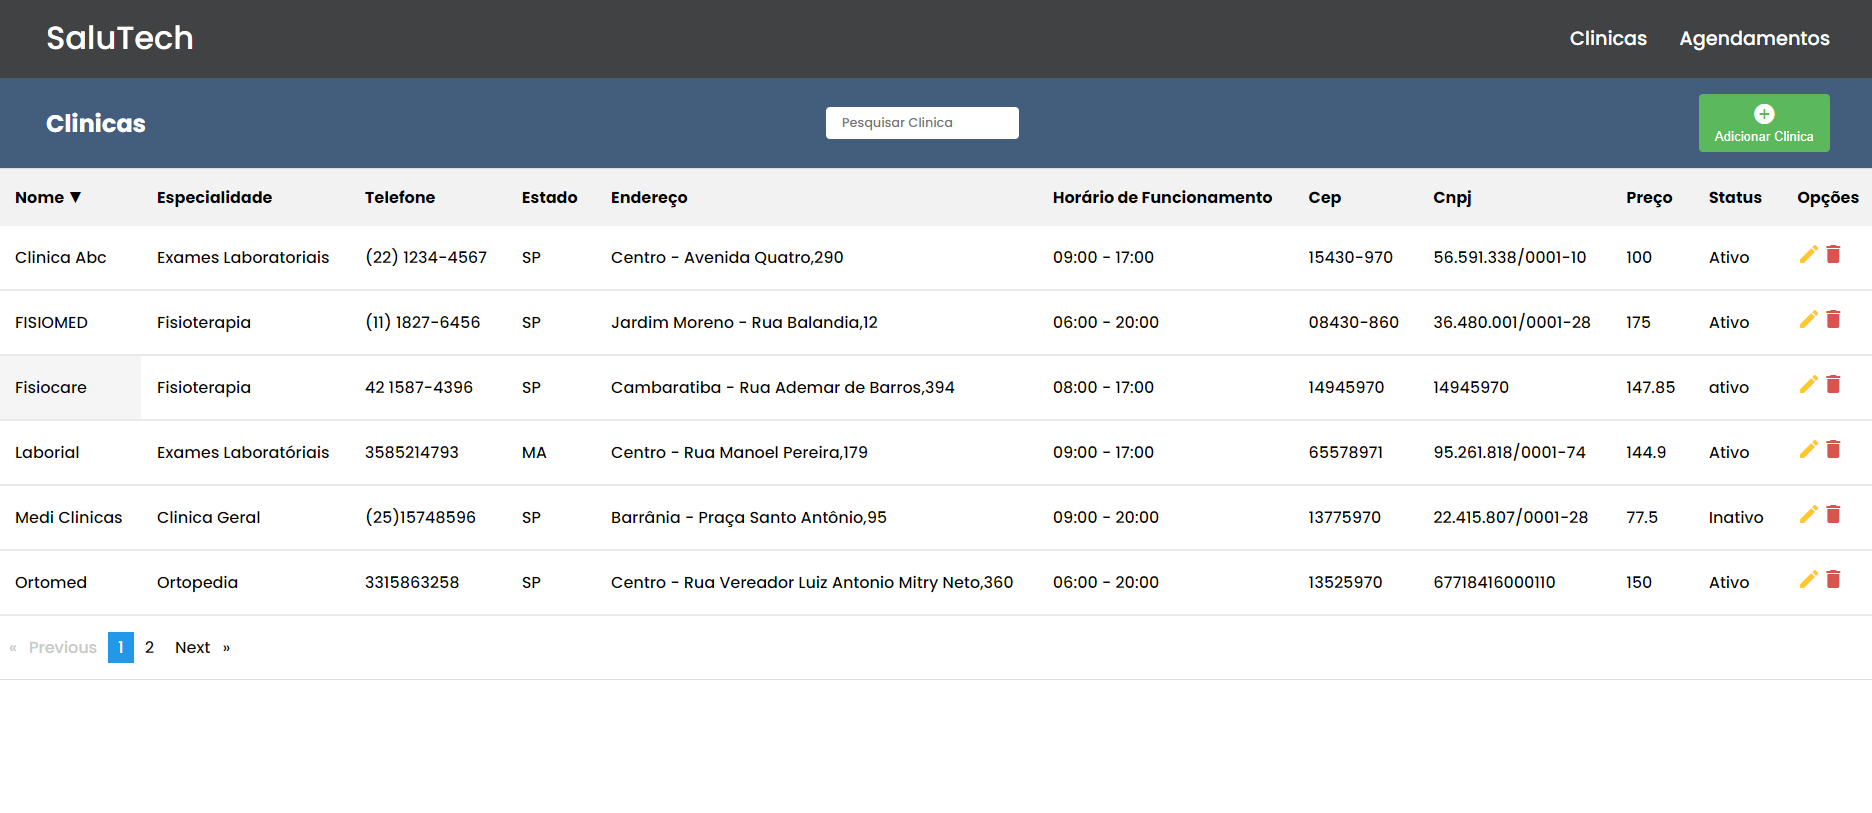 SaluTech Clinicas Agendamentos
Clinicas Pesquisar Clinica Adicionar Clinica
Nome ▼ Especialidade Telefone Estado Endereço Horário de Funcionamento Cep Cnpj Preço Status Opções
Clinica Abc Exames Laboratoriais (22) 1234-4567 SP Centro - Avenida Quatro,290 09:00 - 17:00 15430-970 56.591.338/0001-10 100 Ativo
FISIOMED Fisioterapia (11) 1827-6456 SP Jardim Moreno - Rua Balandia,12 06:00 - 20:00 08430-860 36.480.001/0001-28 175 Ativo
Fisiocare Fisioterapia 42 1587-4396 SP Cambaratiba - Rua Ademar de Barros,394 08:00 - 17:00 14945970 14945970 147.85 ativo
Laborial Exames Laboratóriais 3585214793 MA Centro - Rua Manoel Pereira,179 09:00 - 17:00 65578971 95.261.818/0001-74 144.9 Ativo
Medi Clinicas Clinica Geral (25)15748596 SP Barrânia - Praça Santo Antônio,95 09:00 - 20:00 13775970 22.415.807/0001-28 77.5 Inativo
Ortomed Ortopedia 3315863258 SP Centro - Rua Vereador Luiz Antonio Mitry Neto,360 06:00 - 20:00 13525970 67718416000110 150 Ativo
« Previous 1 2 Next »